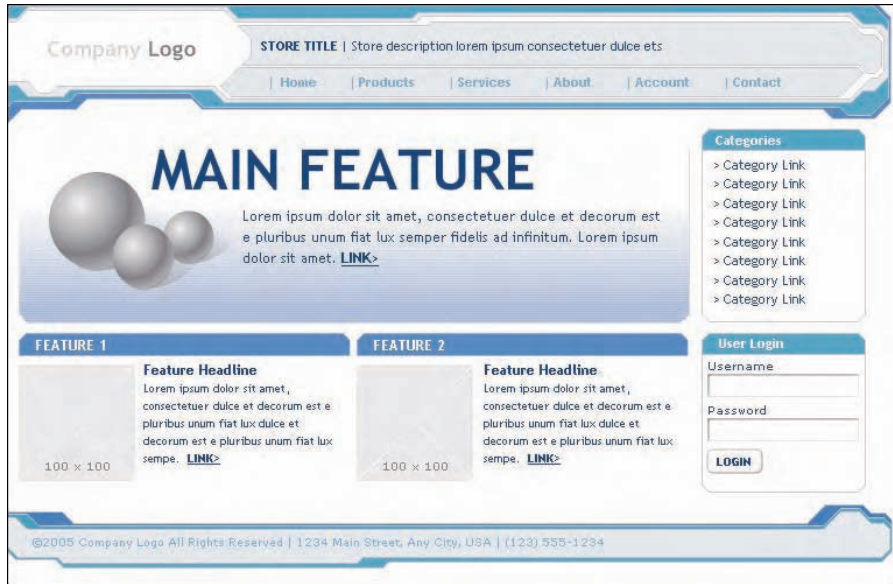 Company Logo
STORE TITLE | Store description lorem ipsum consectetuer dulce ets
| Home | Products | Services | About | Account | Contact
MAIN FEATURE
Lorem ipsum dolor sit amet, consectetuer dulce et decorum est
e pluribus unum fiat lux semper fidelis ad infinitum. Lorem ipsum
dolor sit amet. LINK>
Categories
> Category Link
> Category Link
> Category Link
> Category Link
> Category Link
> Category Link
> Category Link
> Category Link
FEATURE 1
100 x 100
Feature Headline
Lorem ipsum dolor sit amet,
consectetuer dulce et decorum est e
pluribus unum fiat lux dulce et
decorum est e pluribus unum fiat lux
sempe. LINK>
FEATURE 2
100 x 100
Feature Headline
Lorem ipsum dolor sit amet,
consectetuer dulce et decorum est e
pluribus unum fiat lux dulce et
decorum est e pluribus unum fiat lux
sempe. LINK>
User Login
Username
Password
LOGIN
©2005 Company Logo All Rights Reserved | 1234 Main Street, Any City, USA | (123) 555-1234